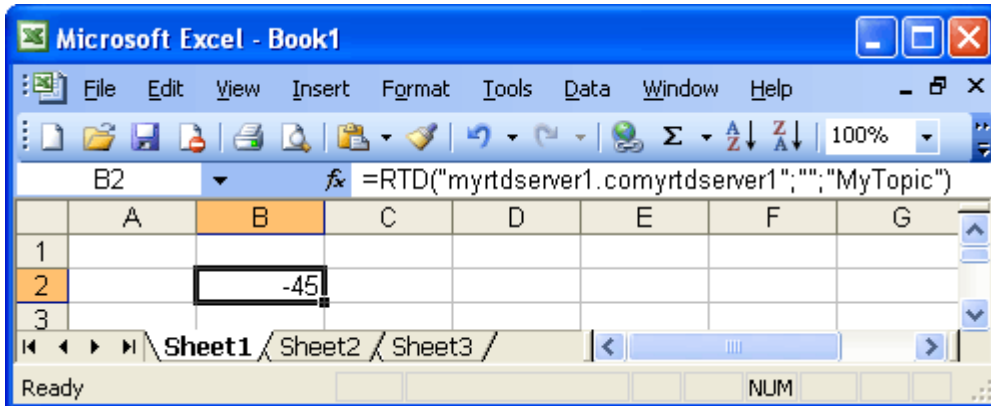 Microsoft Excel - Book1
File Edit View Insert Format Tools Data Window Help
Σ A Z Z A 100%
B2 fx =RTD("myrtdserver1.comyrtdserver1";"";"MyTopic")
A B C D E F G
1
2 -45
3
Sheet1 Sheet2 Sheet3
Ready NUM